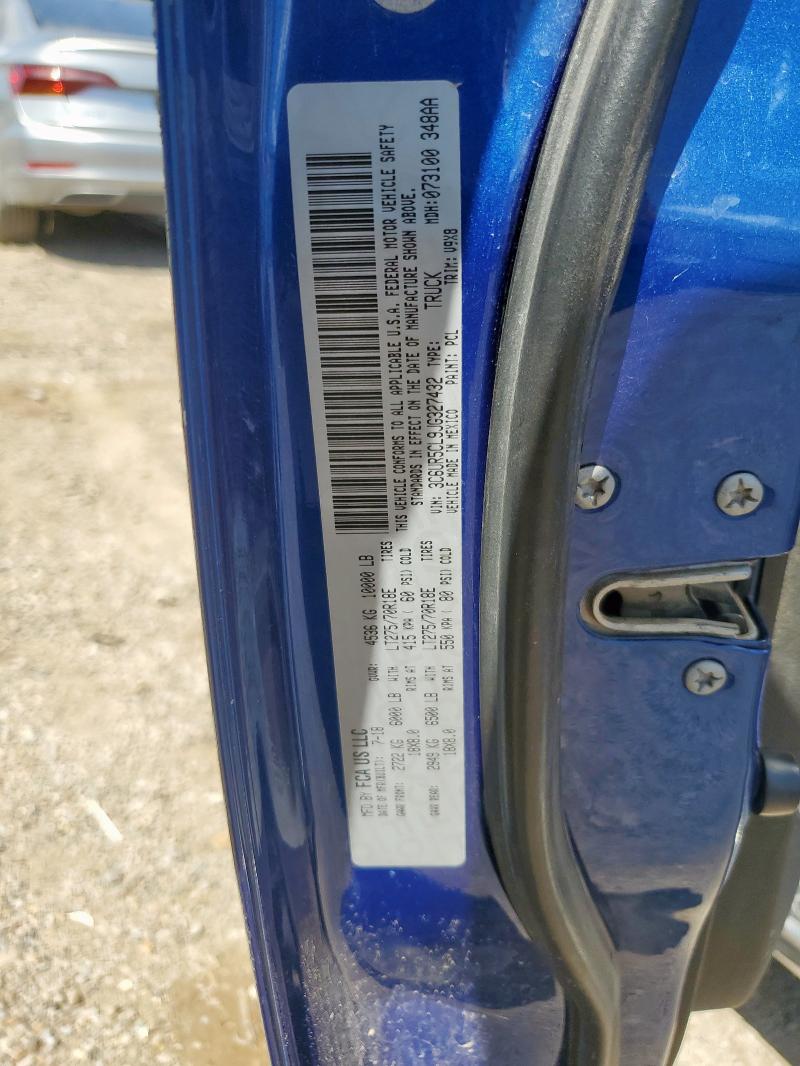 MFD BY FCA US LLC
DATE OF MFR(BUILT): 7-18 GVWR: 4536 KG 10000 LB
GAWR FRONT: 2722 KG 6000 LB WITH LT275/70R18E TIRES
18X8.0 RIMS AT 415 KPA ( 60 PSI) COLD
GAWR REAR: 2949 KG 6500 LB WITH LT275/70R18E TIRES
18X8.0 RIMS AT 550 KPA ( 80 PSI) COLD
THIS VEHICLE CONFORMS TO ALL APPLICABLE U.S.A. FEDERAL MOTOR VEHICLE SAFETY
STANDARDS IN EFFECT ON THE DATE OF MANUFACTURE SHOWN ABOVE.
VIN: 3C6UR5CL9JG327432 TYPE: TRUCK MDH:073100 348AA
VEHICLE MADE IN MEXICO PAINT: PCL TRIM: V9X8